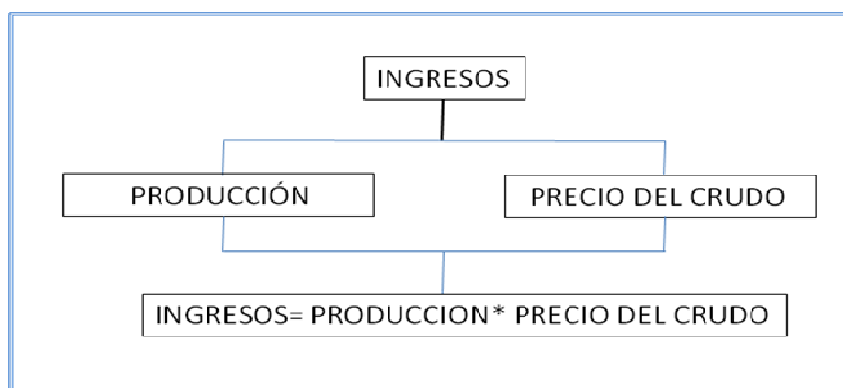 INGRESOS
PRODUCCIÓN
PRECIO DEL CRUDO
INGRESOS= PRODUCCION* PRECIO DEL CRUDO